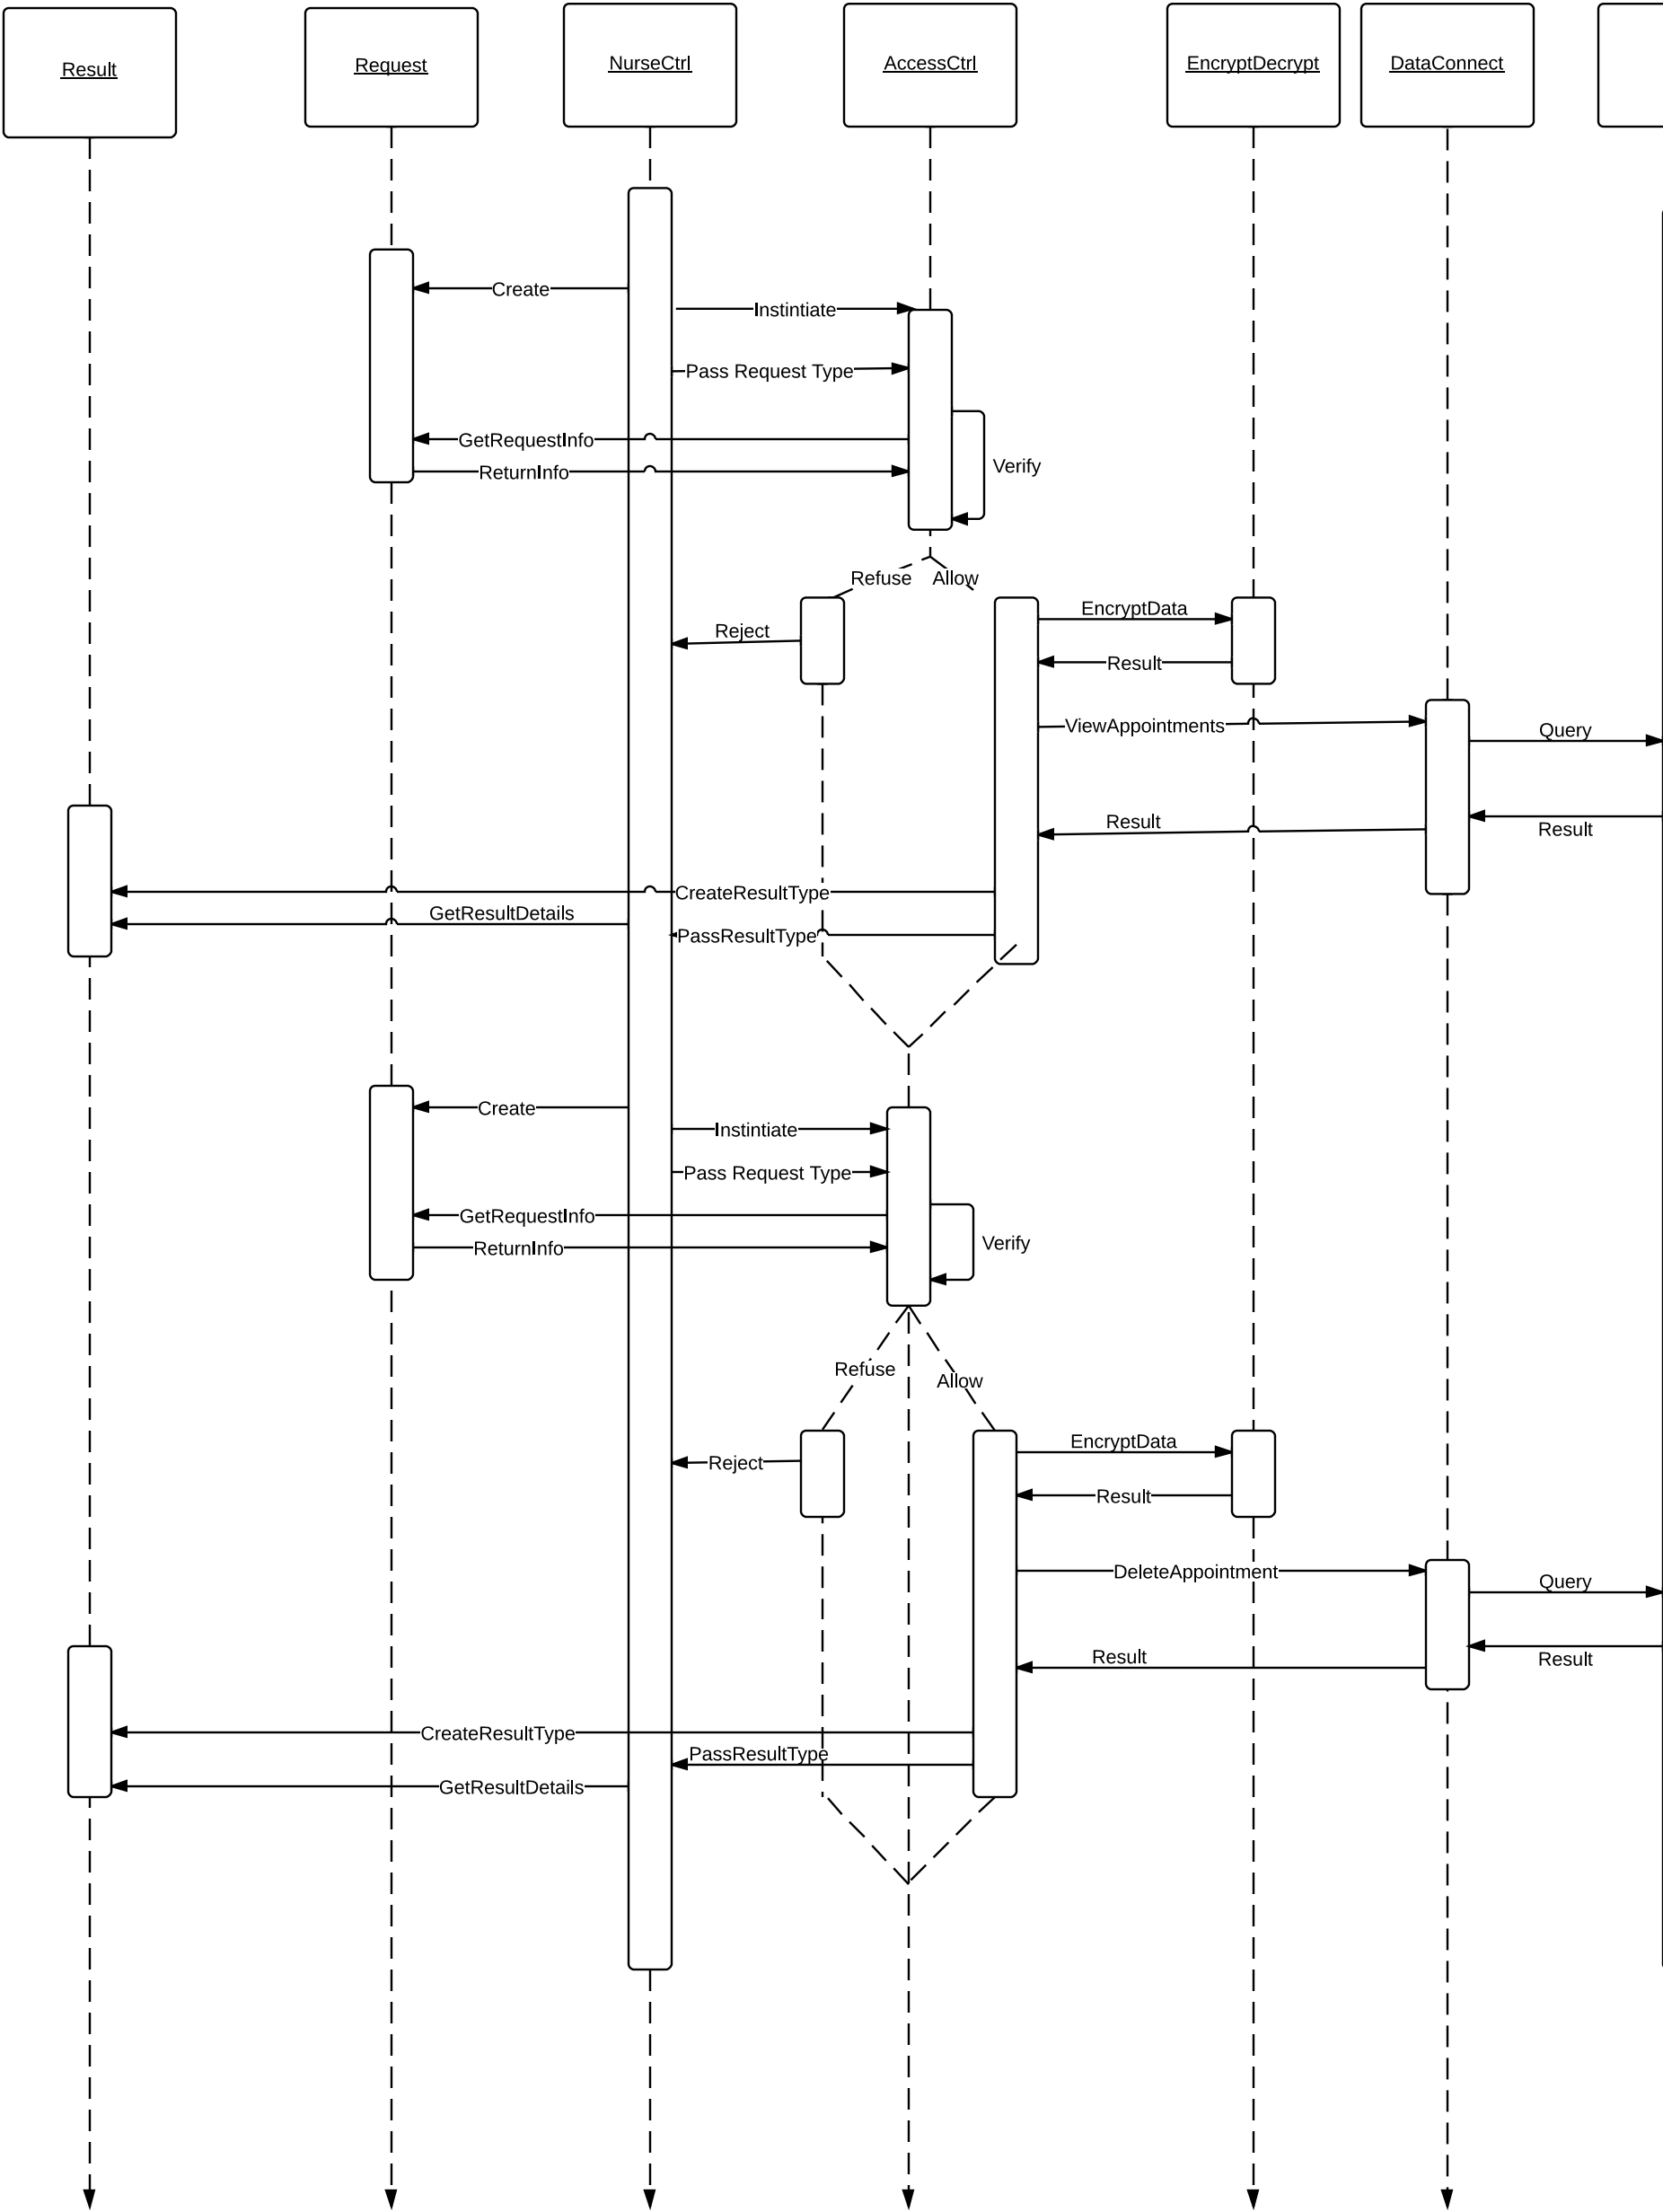 Result
Request
NurseCtrl
AccessCtrl
EncryptDecrypt
DataConnect
Create
Instintiate
Pass Request Type
GetRequestInfo
Verify
ReturnInfo
Refuse
Allow
EncryptData
Reject
Result
ViewAppointments
Query
Result
Result
CreateResultType
GetResultDetails
PassResultType
Create
Instintiate
Pass Request Type
GetRequestInfo
Verify
ReturnInfo
Refuse
Allow
EncryptData
Reject
Result
DeleteAppointment
Query
Result
Result
CreateResultType
PassResultType
GetResultDetails